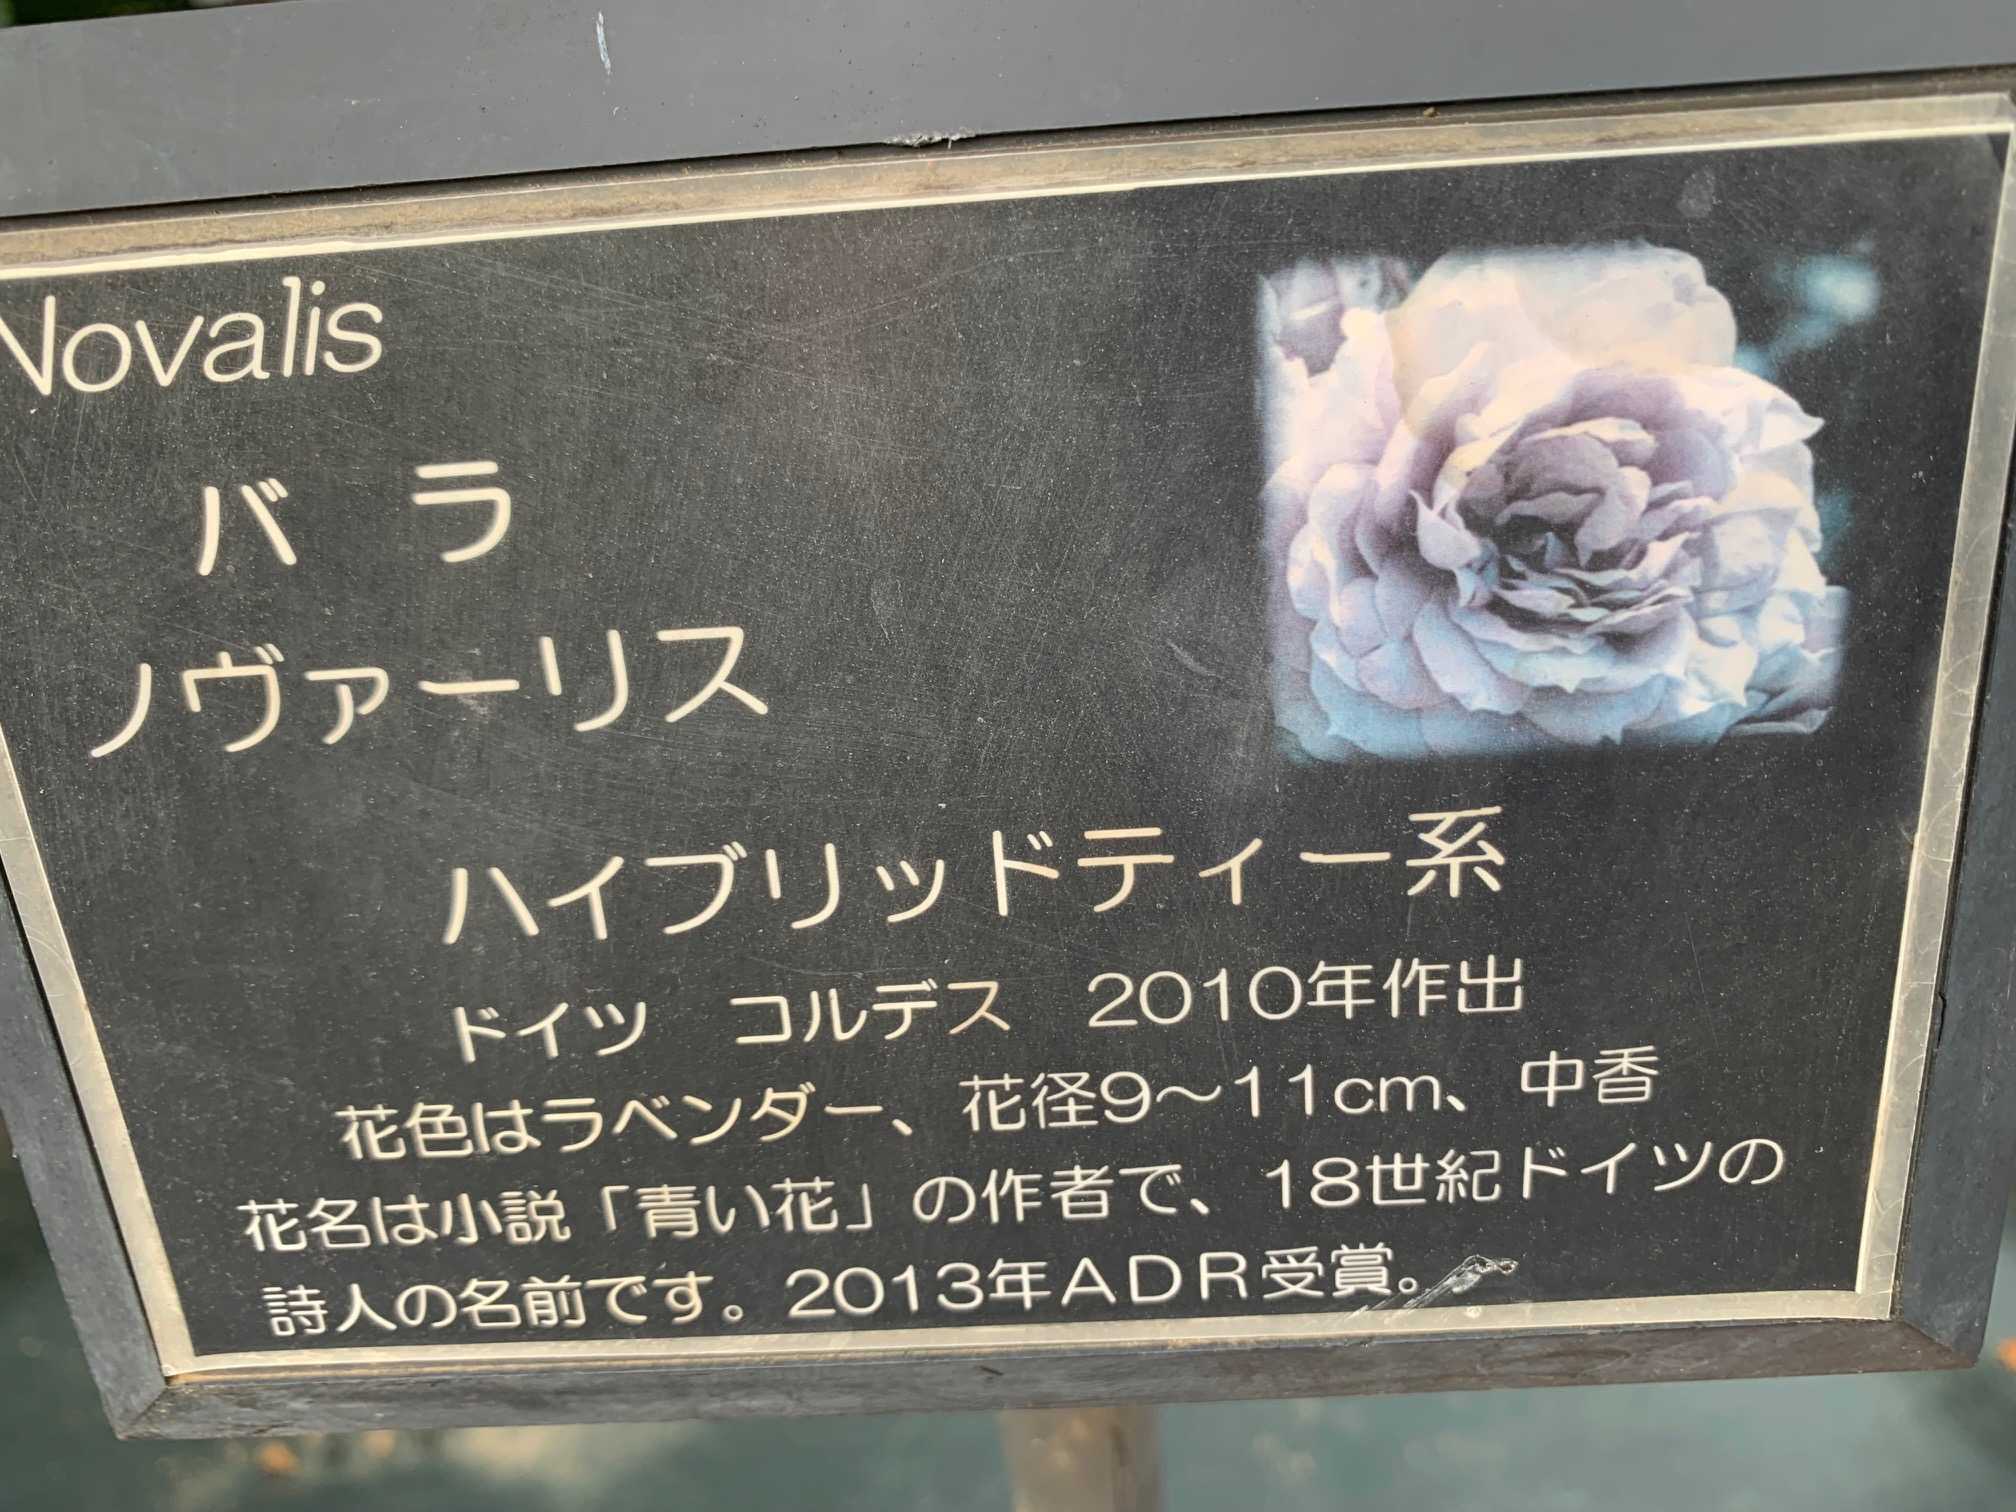 Novalis
バ　ラ
ノヴァーリス
ハイブリッドティー系
ドイツ　コルデス　2010年作出
花色はラベンダー、花径9～11cm、中香
花名は小説「青い花」の作者で、18世紀ドイツの
詩人の名前です。2013年ＡＤＲ受賞。